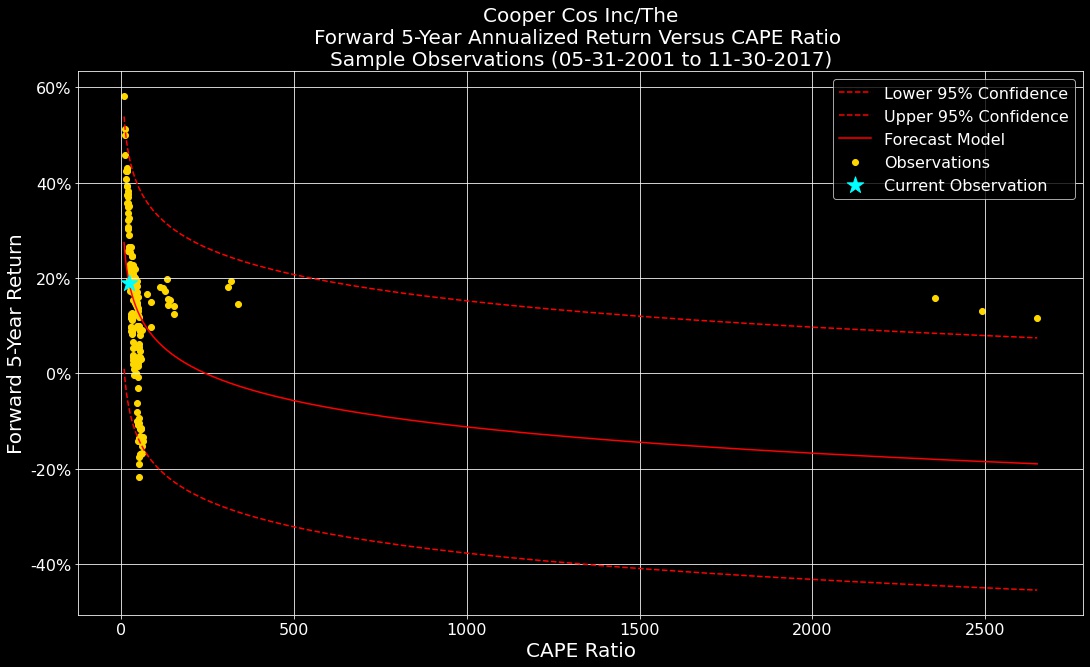 Cooper Cos Inc/The
Forward 5-Year Annualized Return Versus CAPE Ratio
Sample Observations (05-31-2001 to 11-30-2017)
Lower 95% Confidence
Upper 95% Confidence
Forecast Model
Observations
Current Observation
Forward 5-Year Return
60%
40%
20%
0%
-20%
-40%
0
500
1000
1500
2000
2500
CAPE Ratio